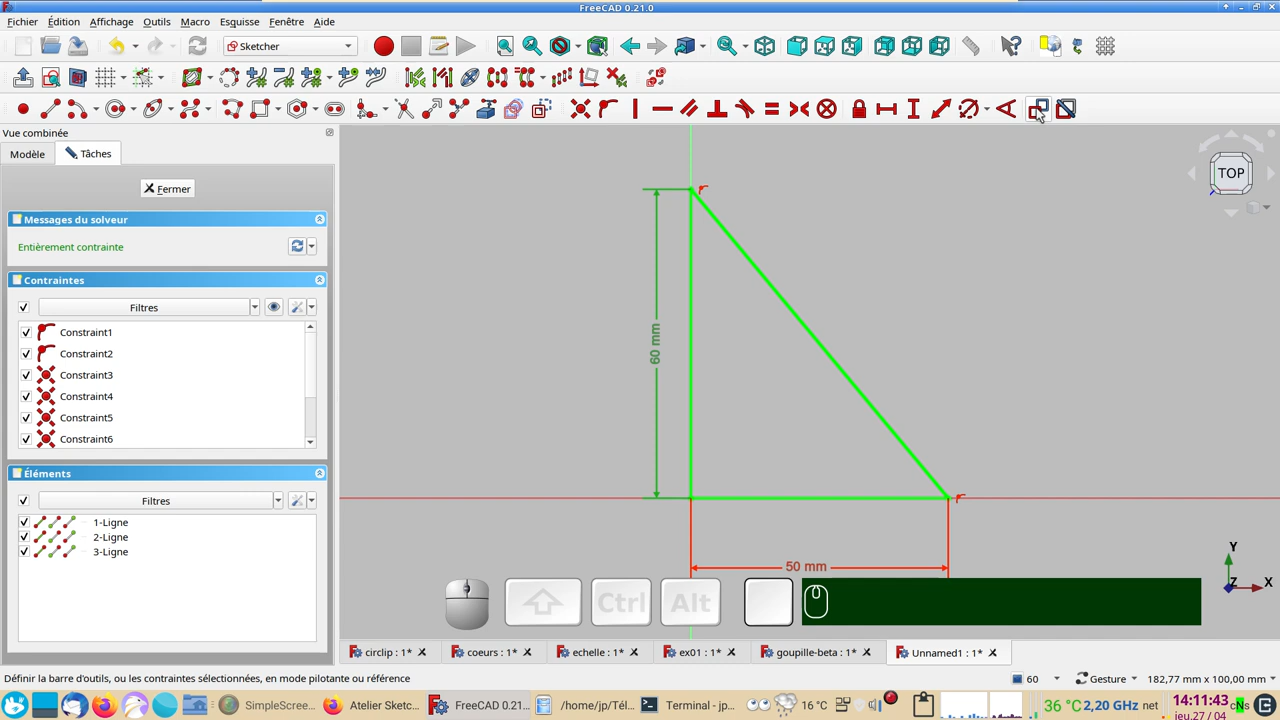 FreeCAD 0.21.0
Fichier Édition Affichage Outils Macro Esquisse Fenêtre Aide
Sketcher
Vue combinée
Modèle Tâches
Fermer
Messages du solveur
Entièrement contrainte
Contraintes
Filtres
Constraint1
Constraint2
Constraint3
Constraint4
Constraint5
Constraint6
Éléments
Filtres
1-Ligne
2-Ligne
3-Ligne
TOP
60 mm
50 mm
Y
Z X
Ctrl Alt
circlip : 1* coeurs : 1* echelle : 1* ex01 : 1* goupille-beta : 1* Unnamed1 : 1*
Définir la barre d'outils, ou les contraintes sélectionnées, en mode pilotante ou référence 60 Gesture 182,77 mm × 100,00 mm
SimpleScree... Atelier Sketc... FreeCAD 0.21... /home/jp/Tél... Terminal - jp... 16 °C 36 °C 2,20 GHz net 14:11:43
jeu.27 / 04